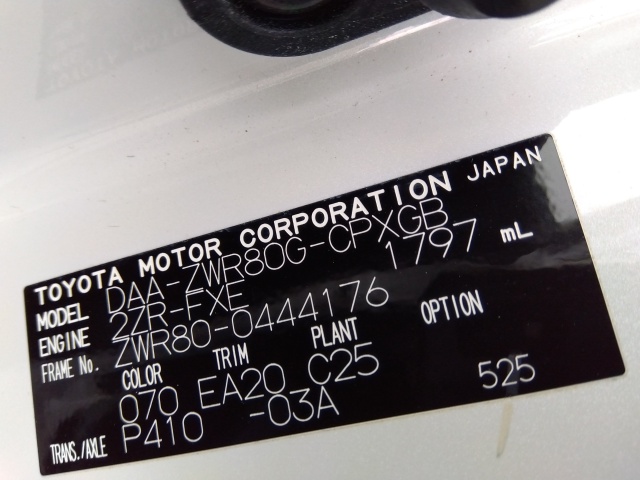 TOYOTA MOTOR CORPORATION JAPAN
MODEL DAA-ZWR80G-CPXGB
ENGINE 2ZR-FXE 1797 mL
FRAME No. ZWR80-0444176
COLOR TRIM PLANT OPTION
070 EA20 C25
TRANS./AXLE P410 -03A 525